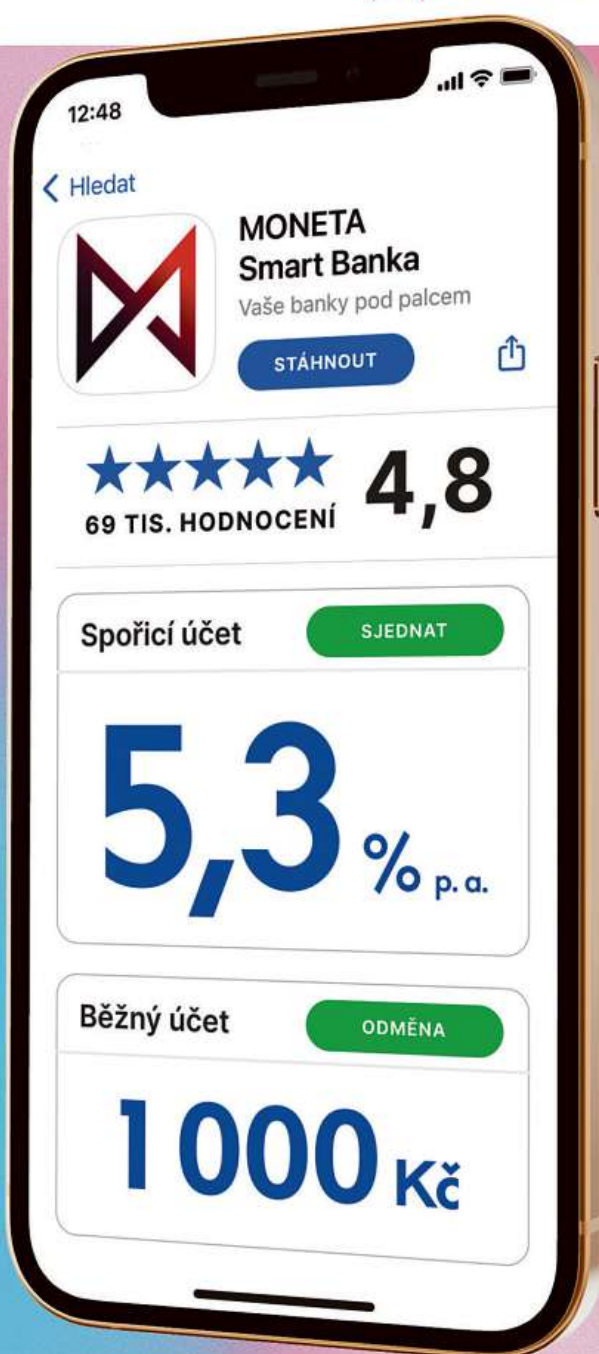 12:48
Hledat
MONETA
Smart Banka
Vaše banky pod palcem
STÁHNOUT
69 TIS. HODNOCENÍ
4,8
Spořicí účet
SJEDNAT
5,3 % p. a.
Běžný účet
ODMĚNA
1 000 Kč